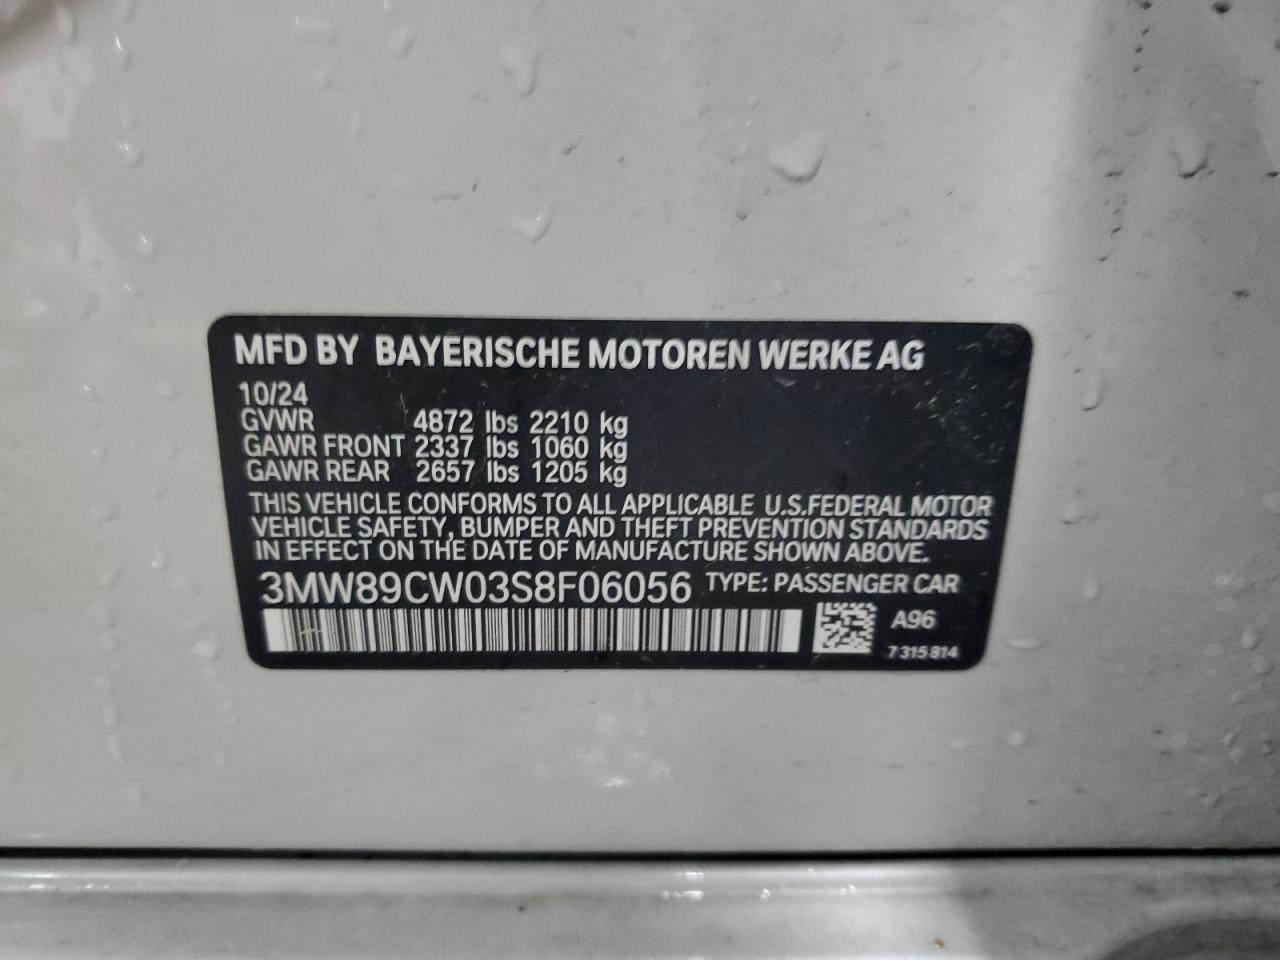 MFD BY BAYERISCHE MOTOREN WERKE AG
10/24
GVWR 4872 lbs 2210 kg
GAWR FRONT 2337 lbs 1060 kg
GAWR REAR 2657 lbs 1205 kg
THIS VEHICLE CONFORMS TO ALL APPLICABLE U.S.FEDERAL MOTOR
VEHICLE SAFETY, BUMPER AND THEFT PREVENTION STANDARDS
IN EFFECT ON THE DATE OF MANUFACTURE SHOWN ABOVE.
3MW89CW03S8F06056 TYPE: PASSENGER CAR
A96
7 315 814